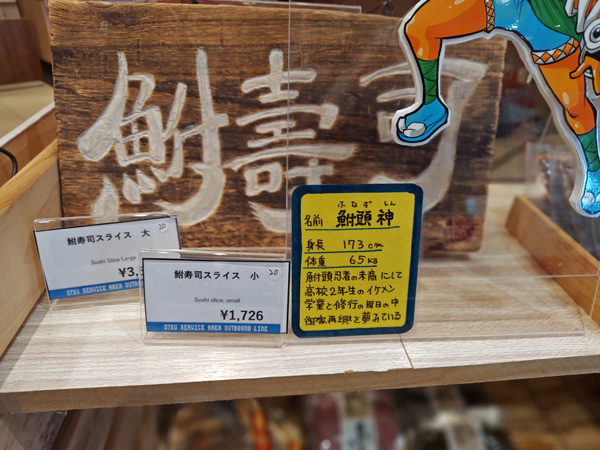 鮒壽司
鮒寿司スライス 大
20
Sushi Slice Large
¥3,
OTSU SERVICE AREA OUTBOUND LINE
鮒寿司スライス 小
20
Sushi slice, small
¥1,726
OTSU SERVICE AREA OUTBOUND LINE
ふなず しん
名前 鮒頭 神
身長 173cm
体重 65kg
鮒頭忍者の末裔にして
高校2年生のイケメン
学業と修行の毎日の中
御家再興を夢みている